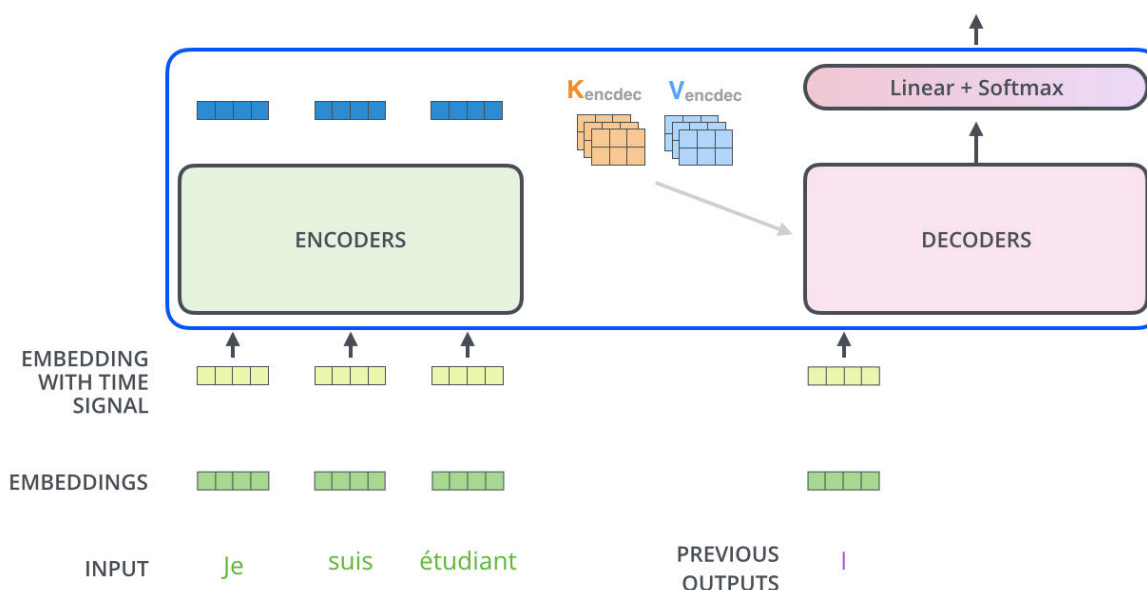 Kencdec Vencdec
Linear + Softmax
ENCODERS
DECODERS
EMBEDDING
WITH TIME
SIGNAL
EMBEDDINGS
INPUT
Je suis étudiant
PREVIOUS
OUTPUTS
I